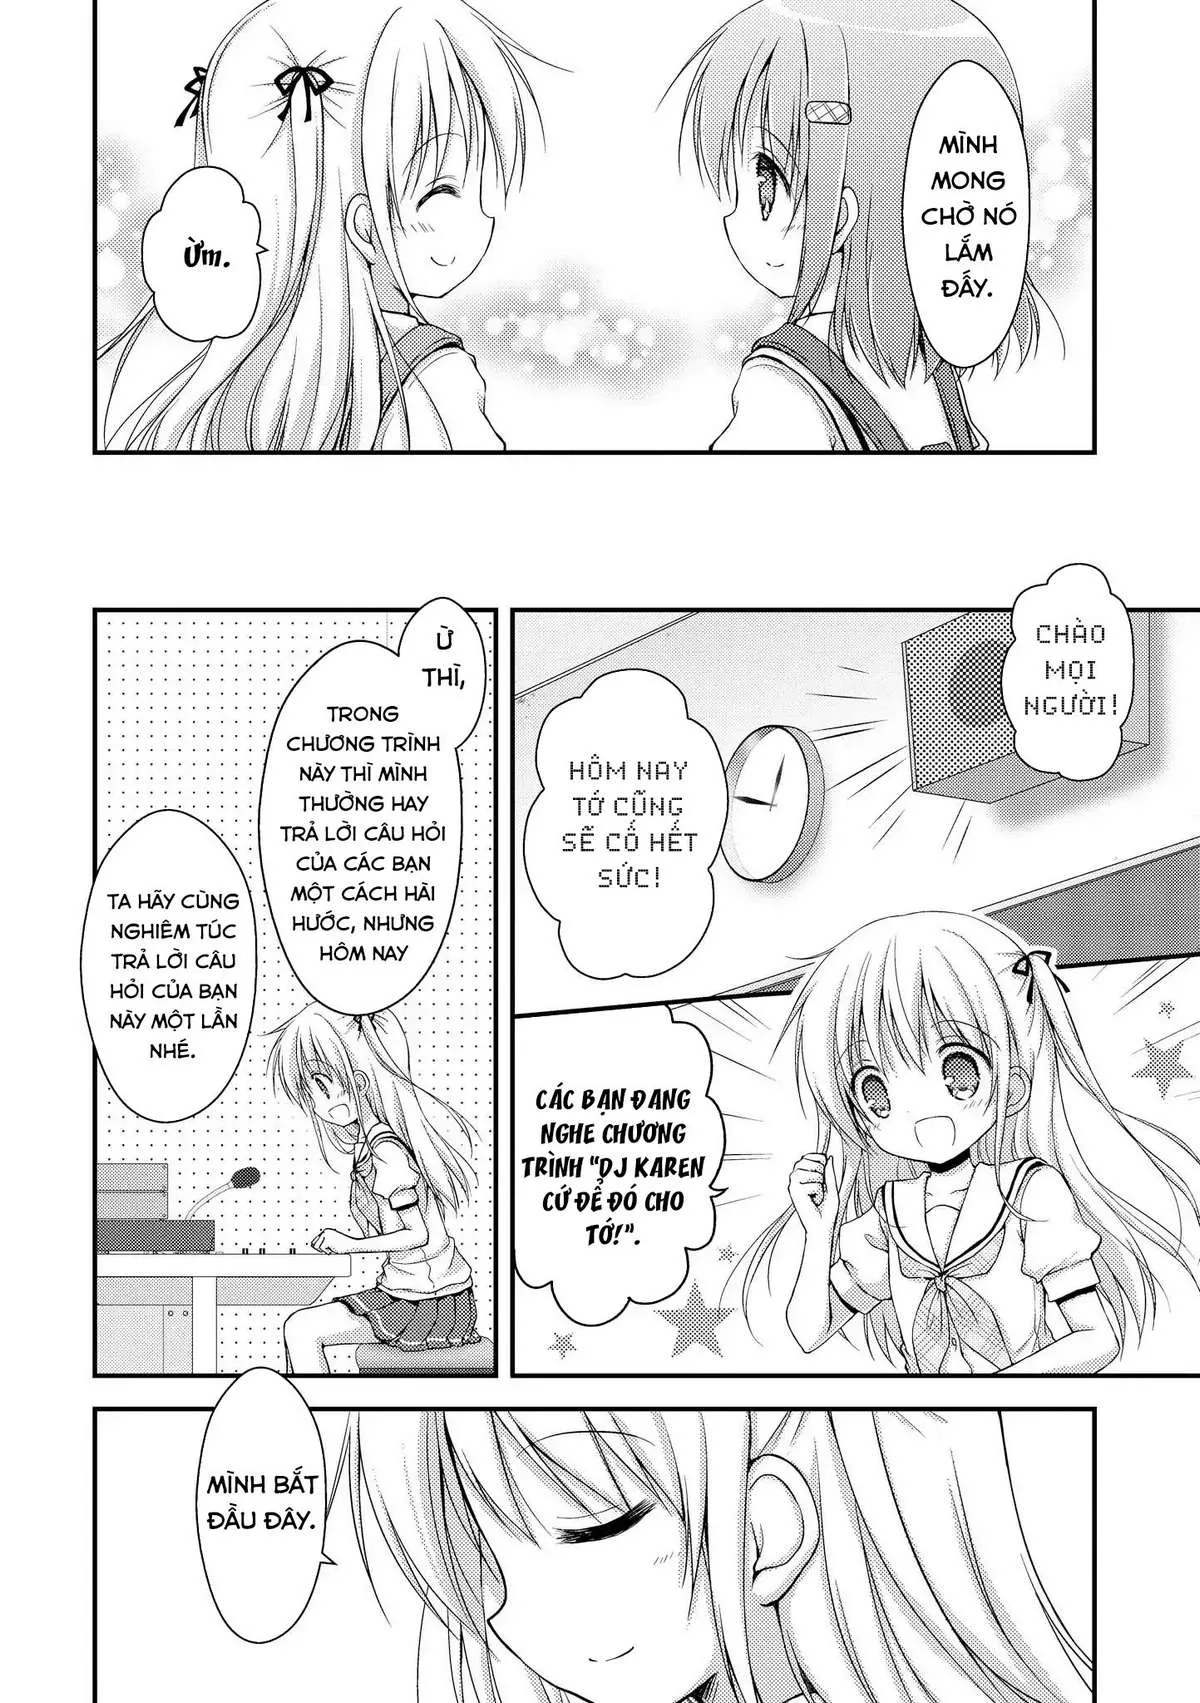 MÌNH
MONG
CHỜ NÓ
LẮM
ĐẤY.
Ừm.
CHÀO
MỌI
NGƯỜI!
HÔM NAY
TỚ CŨNG
SẼ CỐ HẾT
SỨC!
CÁC BẠN ĐANG
NGHE CHƯƠNG
TRÌNH "DJ KAREN
CỨ ĐỂ ĐÓ CHO
TỚ!".
Ừ
THÌ,
TRONG
CHƯƠNG TRÌNH
NÀY THÌ MÌNH
THƯỜNG HAY
TRẢ LỜI CÂU HỎI
CỦA CÁC BẠN
MỘT CÁCH HÀI
HƯỚC, NHƯNG
HÔM NAY
TA HÃY CÙNG
NGHIÊM TÚC
TRẢ LỜI CÂU
HỎI CỦA BẠN
NÀY MỘT LẦN
NHÉ.
MÌNH BẮT
ĐẦU ĐÂY.